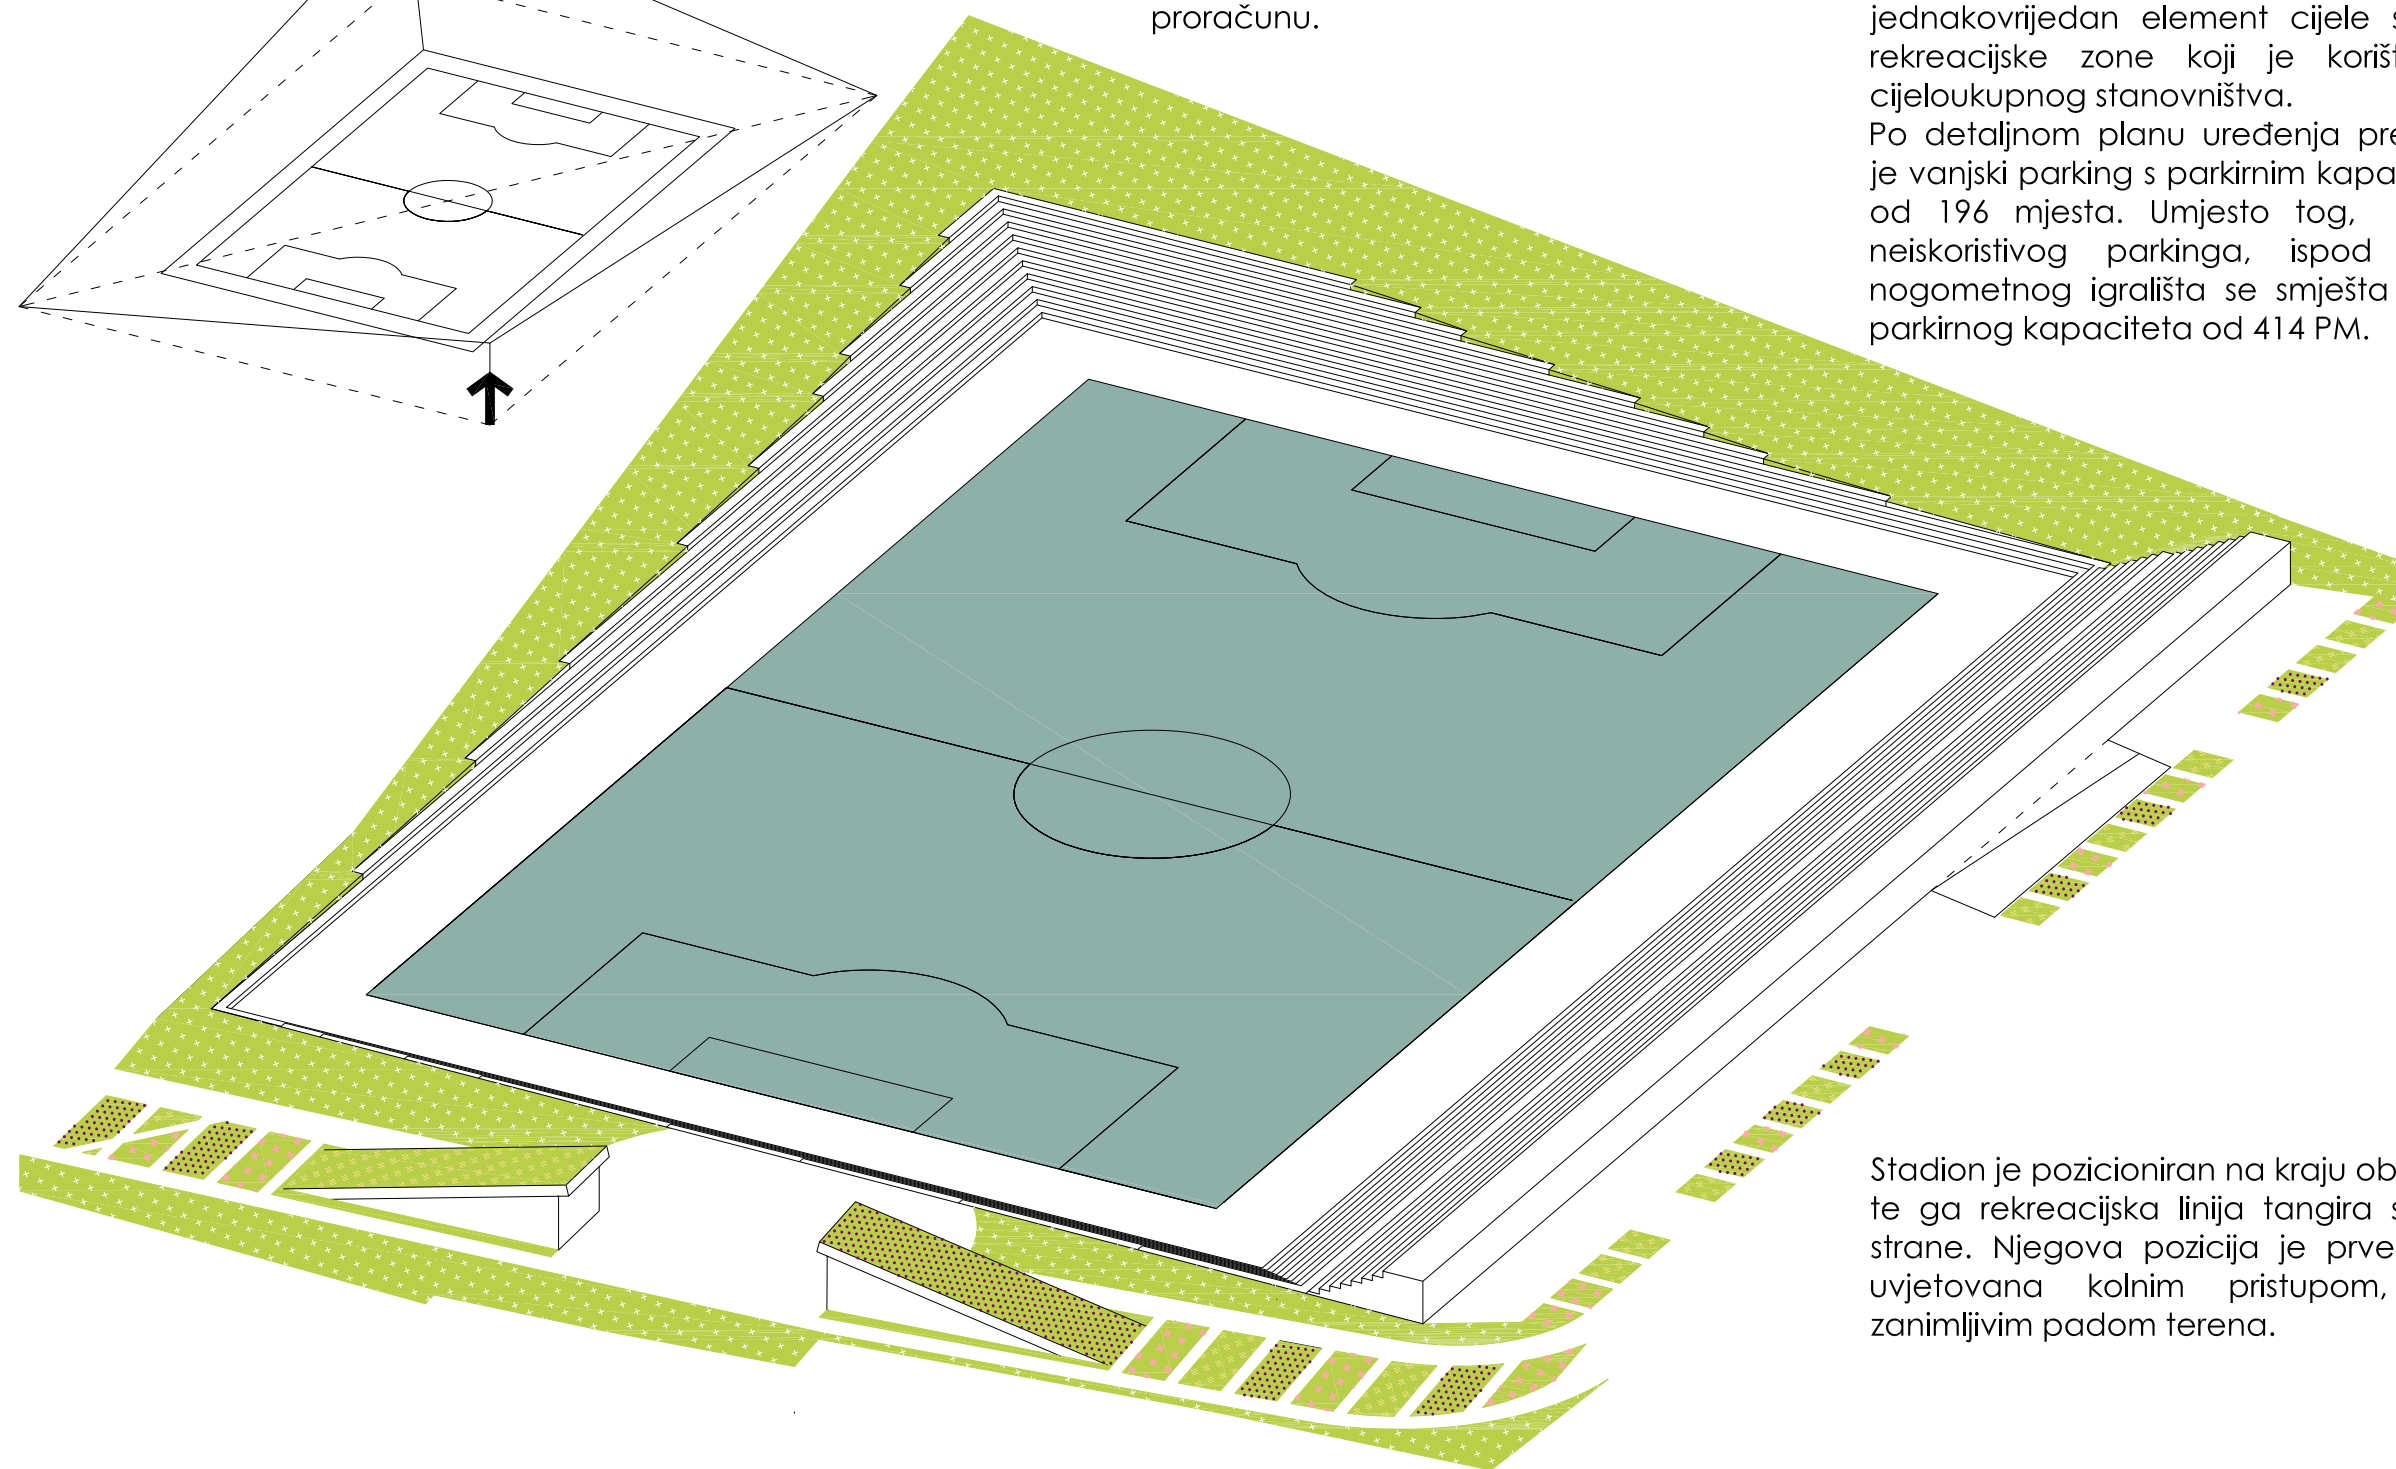 proračunu.
jednakovrijedan element cijele
rekreacijske zone koji je
cijeloukupnog stanovništva.
Po detaljnom planu uređenja
je vanjski parking s parkirnim
od 196 mjesta. Umjesto tog,
neiskoristivog parkinga, ispod
nogometnog igrališta se smješta
parkirnog kapaciteta od 414 PM.
Stadion je pozicioniran na kraju
te ga rekreacijska linija tangira
strane. Njegova pozicija je
uvjetovana kolnim pristupom,
zanimljivim padom terena.